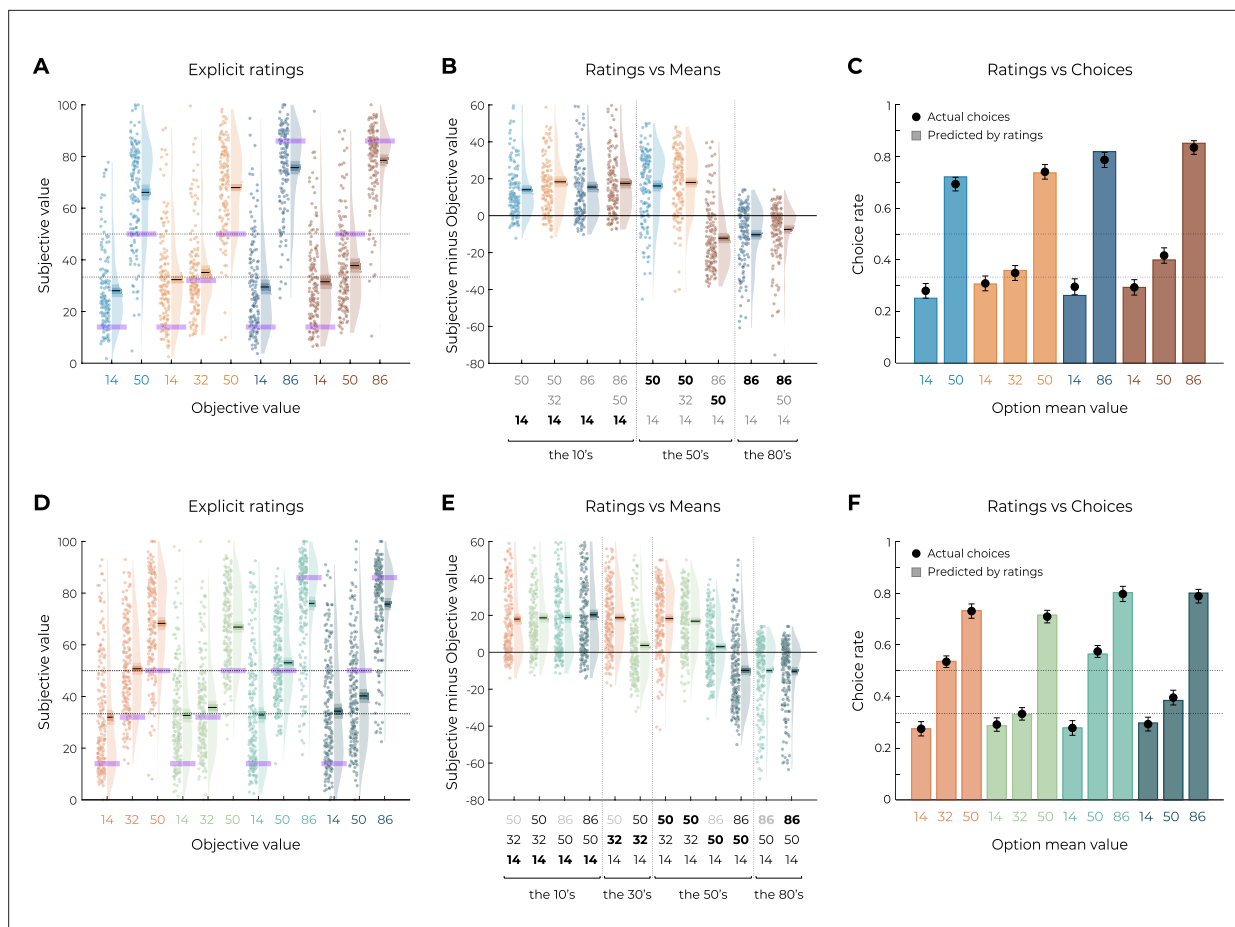 A
Explicit ratings
Subjective value
100
80
60
40
20
0
14 50 14 32 50 14 86 14 50 86
Objective value
B
Ratings vs Means
Subjective minus Objective value
60
40
20
0
-20
-40
-60
-80
50 50 86 86 50 50 86 86 86
32 50 32 50 50
14 14 14 14 14 14 14 14 14
the 10's the 50's the 80's
C
Ratings vs Choices
Actual choices
Predicted by ratings
Choice rate
1
0.8
0.6
0.4
0.2
0
14 50 14 32 50 14 86 14 50 86
Option mean value
D
Explicit ratings
Subjective value
100
80
60
40
20
0
14 32 50 14 32 50 14 50 86 14 50 86
Objective value
E
Ratings vs Means
Subjective minus Objective value
60
40
20
0
-20
-40
-60
-80
50 50 86 86 50 50 50 50 86 86 86 86
32 32 50 50 32 32 32 32 50 50 50 50
14 14 14 14 14 14 14 14 14 14 14 14
the 10's the 30's the 50's the 80's
F
Ratings vs Choices
Actual choices
Predicted by ratings
Choice rate
1
0.8
0.6
0.4
0.2
0
14 32 50 14 32 50 14 50 86 14 50 86
Option mean value